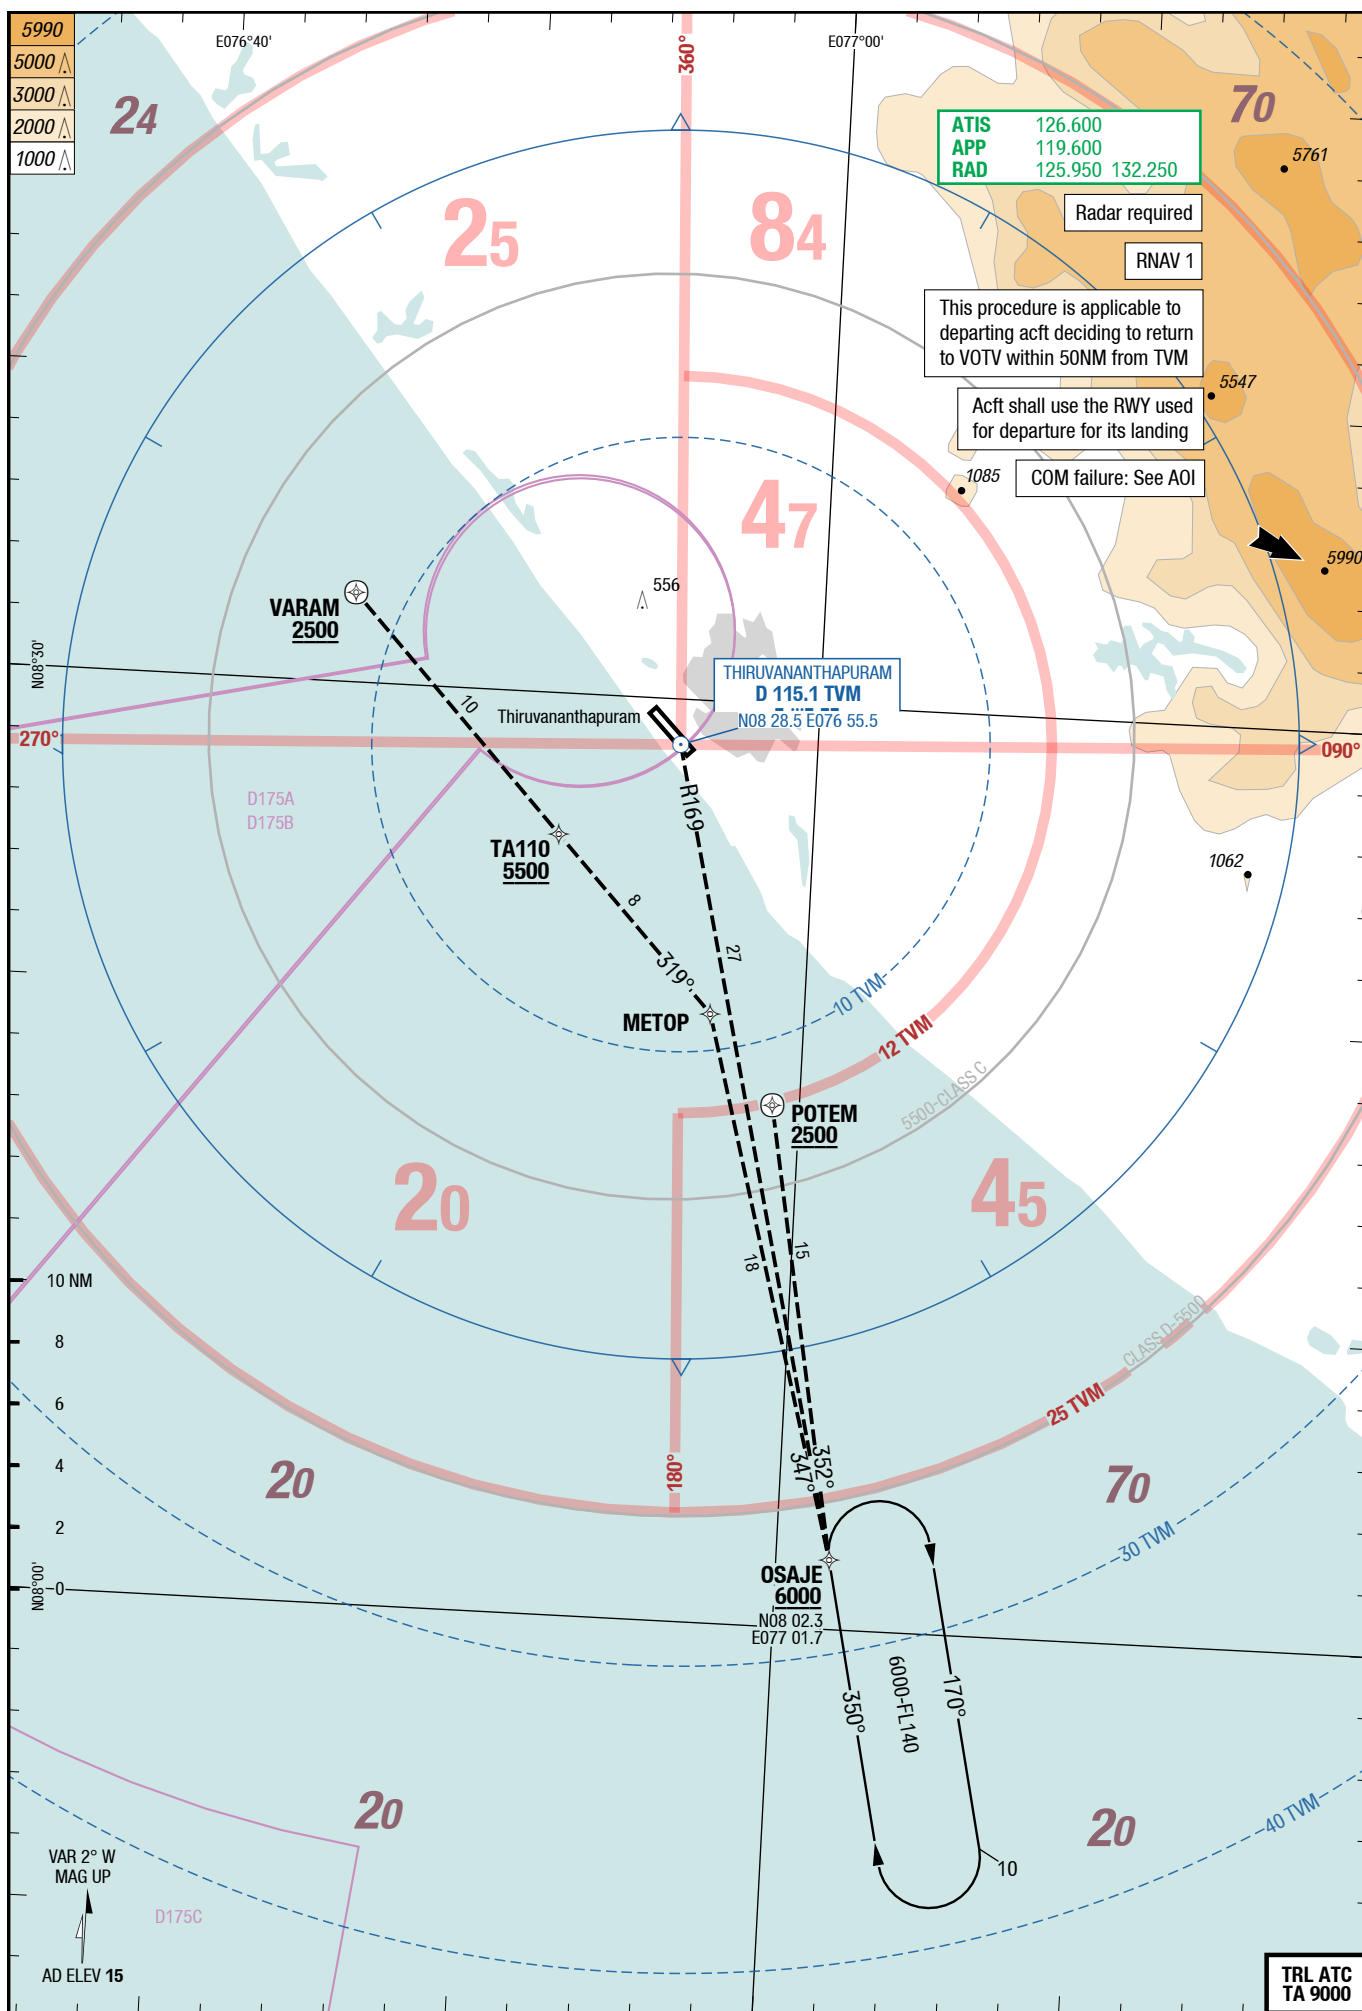 5990
5000
3000
2000
1000
E076°40'
E077°00'
360°
24
70
ATIS 126.600
APP 119.600
RAD 125.950 132.250
5761
Radar required
RNAV 1
25
84
This procedure is applicable to
departing acft deciding to return
to VOTV within 50NM from TVM
5547
Acft shall use the RWY used
for departure for its landing
1085
COM failure: See AOI
47
5990
556
VARAM
2500
N08°30'
THIRUVANANTHAPURAM
D 115.1 TVM
N08 28.5 E076 55.5
10
Thiruvananthapuram
270°
090°
D175A
D175B
R169
TA110
5500
1062
8
27
319°
10 TVM
METOP
12 TVM
POTEM
2500
5500-CLASS C
20
45
18
15
10 NM
8
6
4
2
0
CLASS D-5500
25 TVM
347°
352°
180°
20
70
30 TVM
N08°00'
OSAJE
6000
N08 02.3
E077 01.7
350°
6000-FL140
170°
20
20
40 TVM
10
VAR 2° W
MAG UP
D175C
AD ELEV 15
TRL ATC
TA 9000